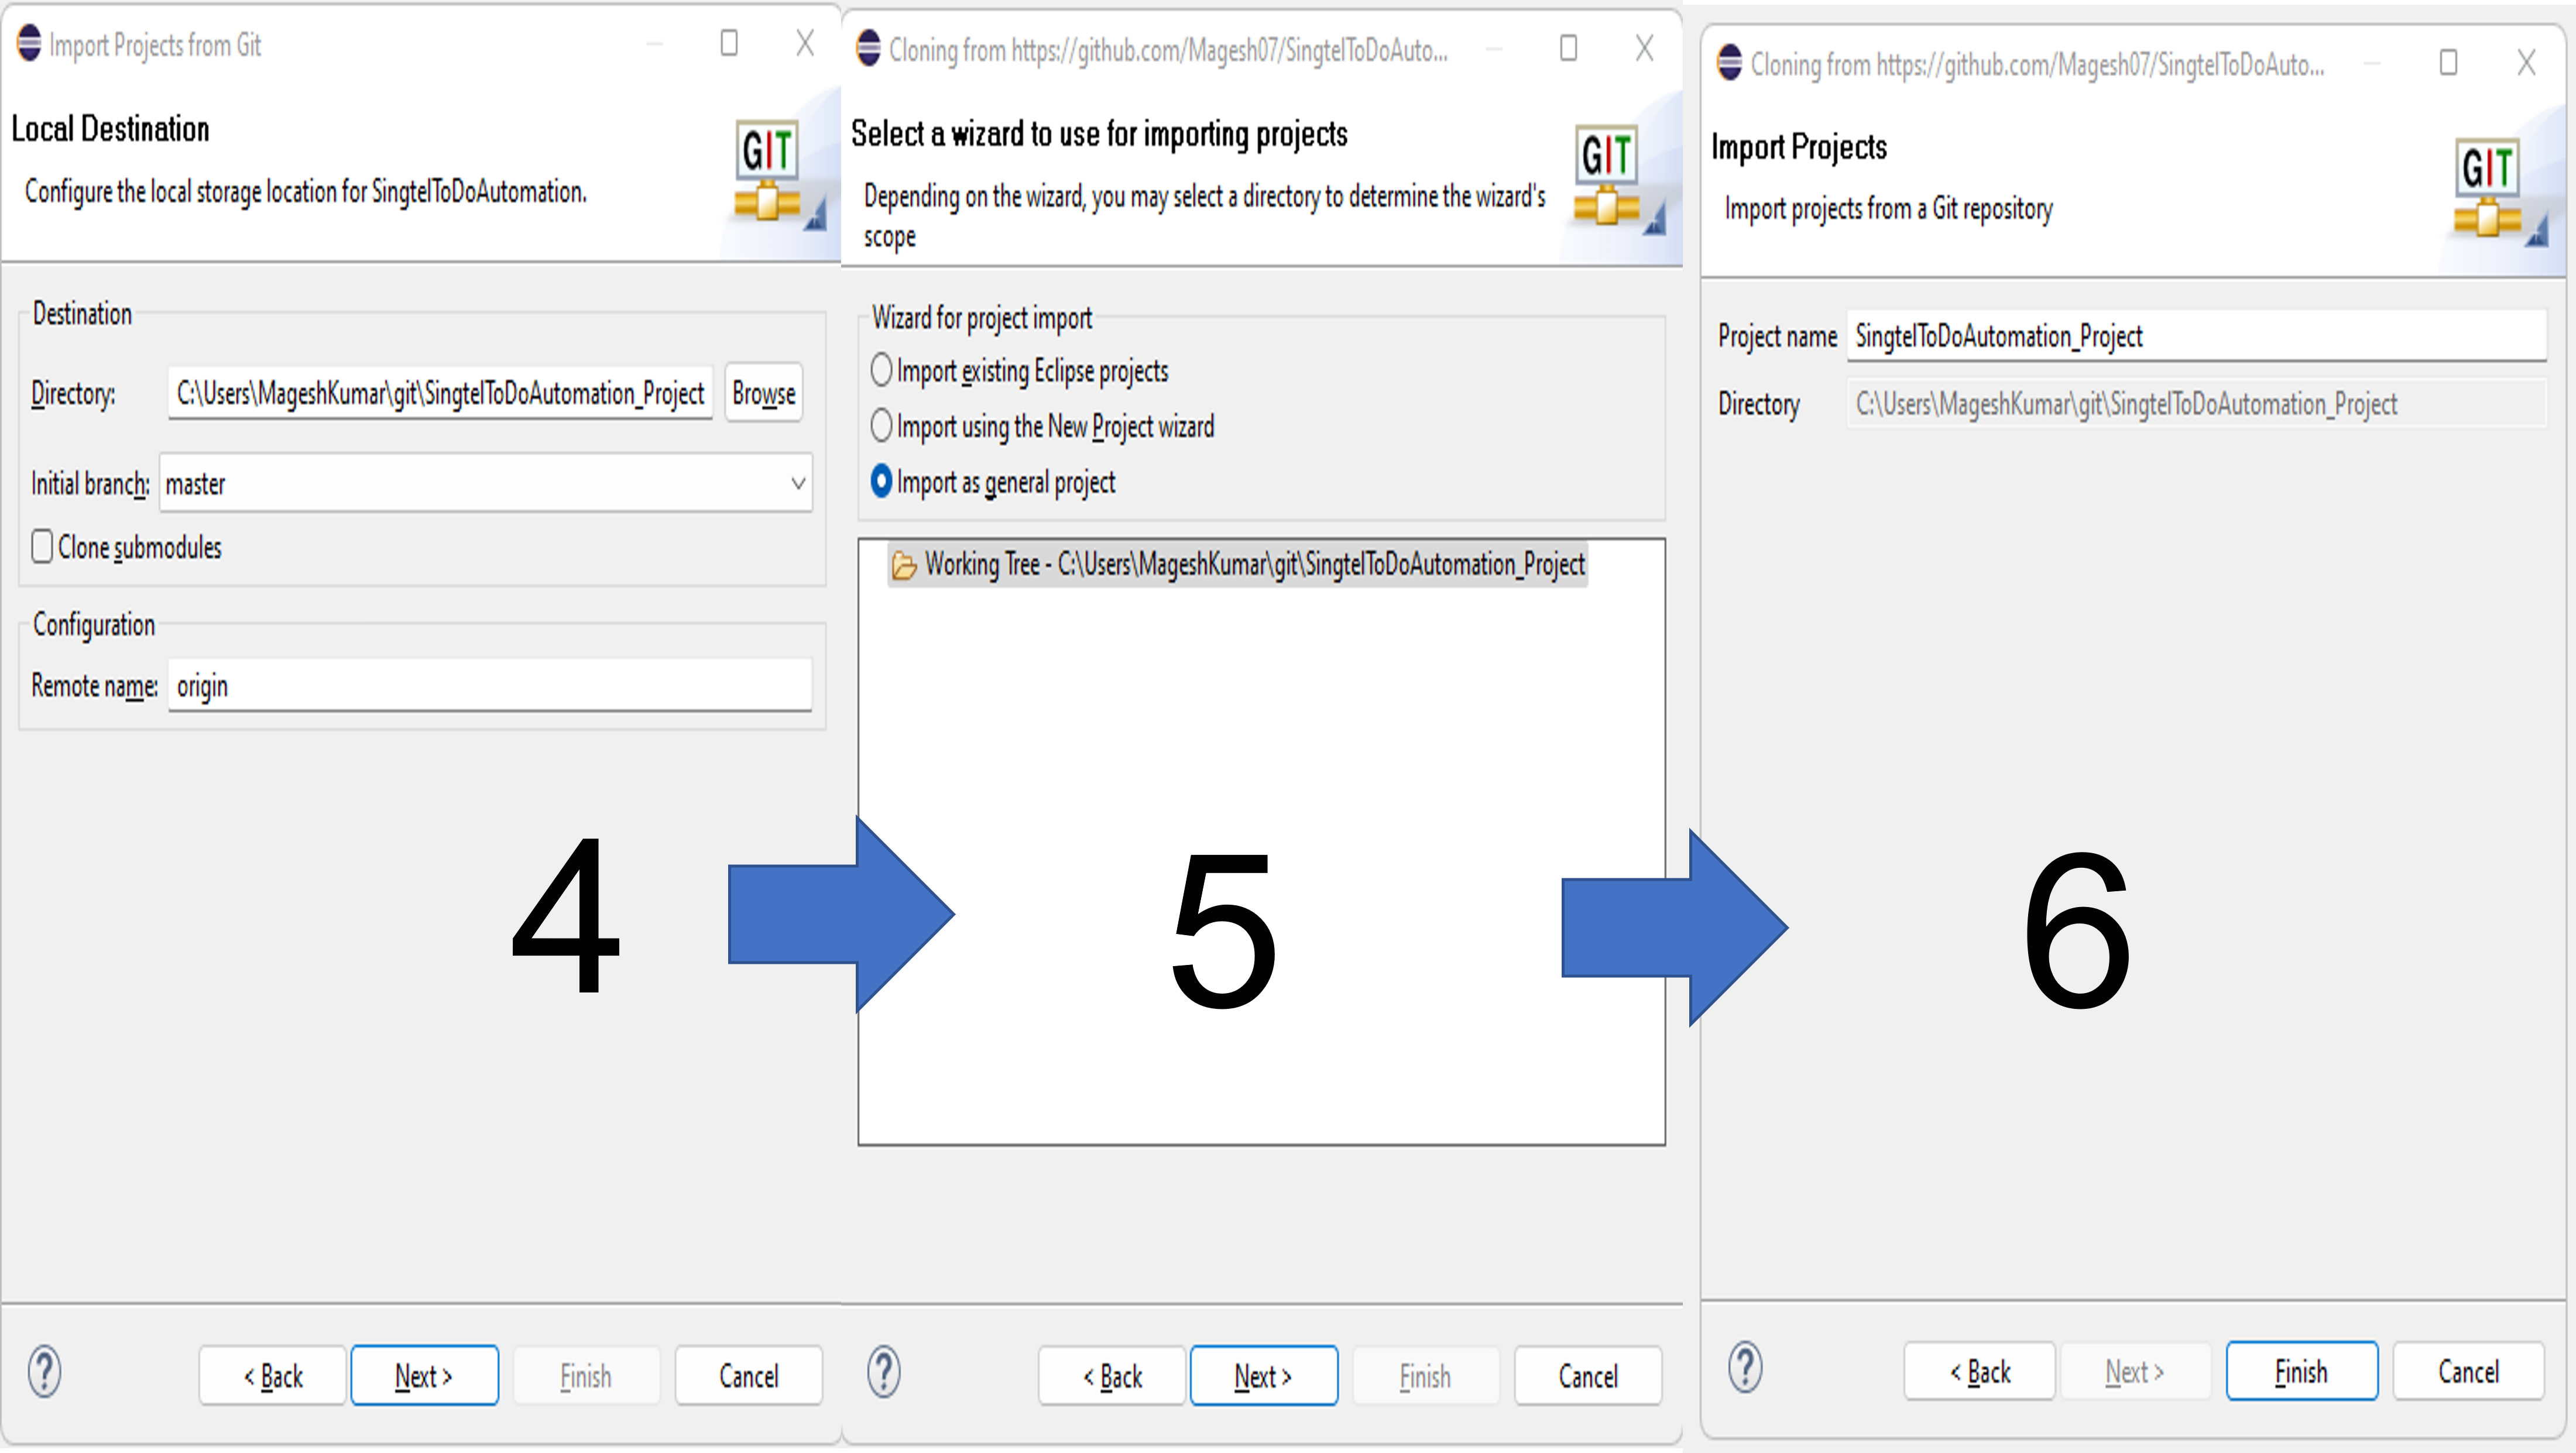 Import Projects from Git
Local Destination
GIT
Configure the local storage location for SingtelToDoAutomation.
Destination
Directory: C:\Users\MageshKumar\git\SingtelToDoAutomation_Project Browse
Initial branch: master
Clone submodules
Configuration
Remote name: origin
4
? < Back Next > Finish Cancel
Cloning from https://github.com/Magesh07/SingtelToDoAuto...
Select a wizard to use for importing projects
GIT
Depending on the wizard, you may select a directory to determine the wizard's
scope
Wizard for project import
Import existing Eclipse projects
Import using the New Project wizard
Import as general project
Working Tree - C:\Users\MageshKumar\git\SingtelToDoAutomation_Project
5
? < Back Next > Finish Cancel
Cloning from https://github.com/Magesh07/SingtelToDoAuto...
Import Projects
GIT
Import projects from a Git repository
Project name SingtelToDoAutomation_Project
Directory C:\Users\MageshKumar\git\SingtelToDoAutomation_Project
6
? < Back Next > Finish Cancel